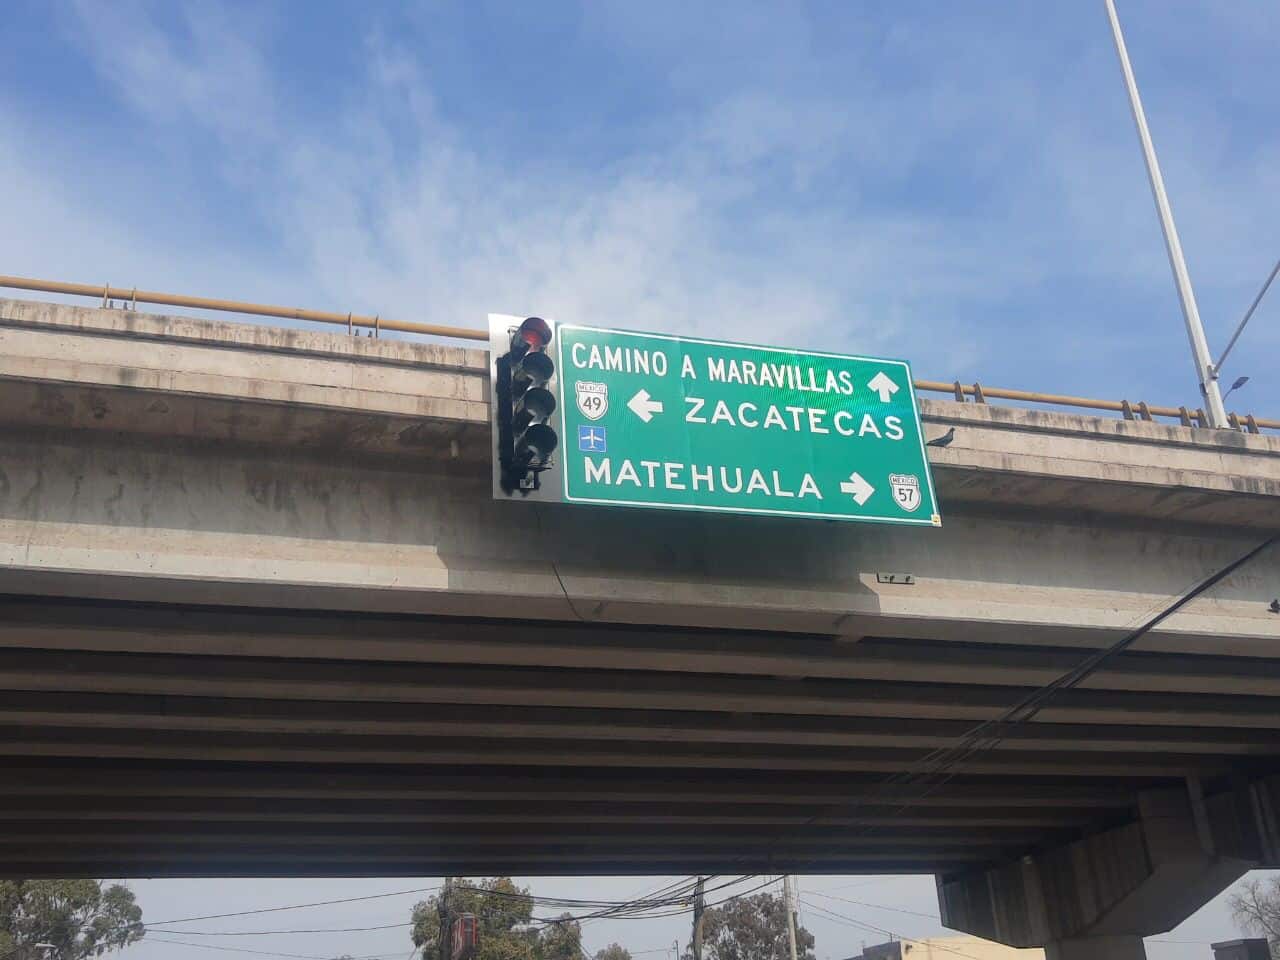 CAMINO A MARAVILLAS
MEXICO
49
ZACATECAS
MATEHUALA
MEXICO
57